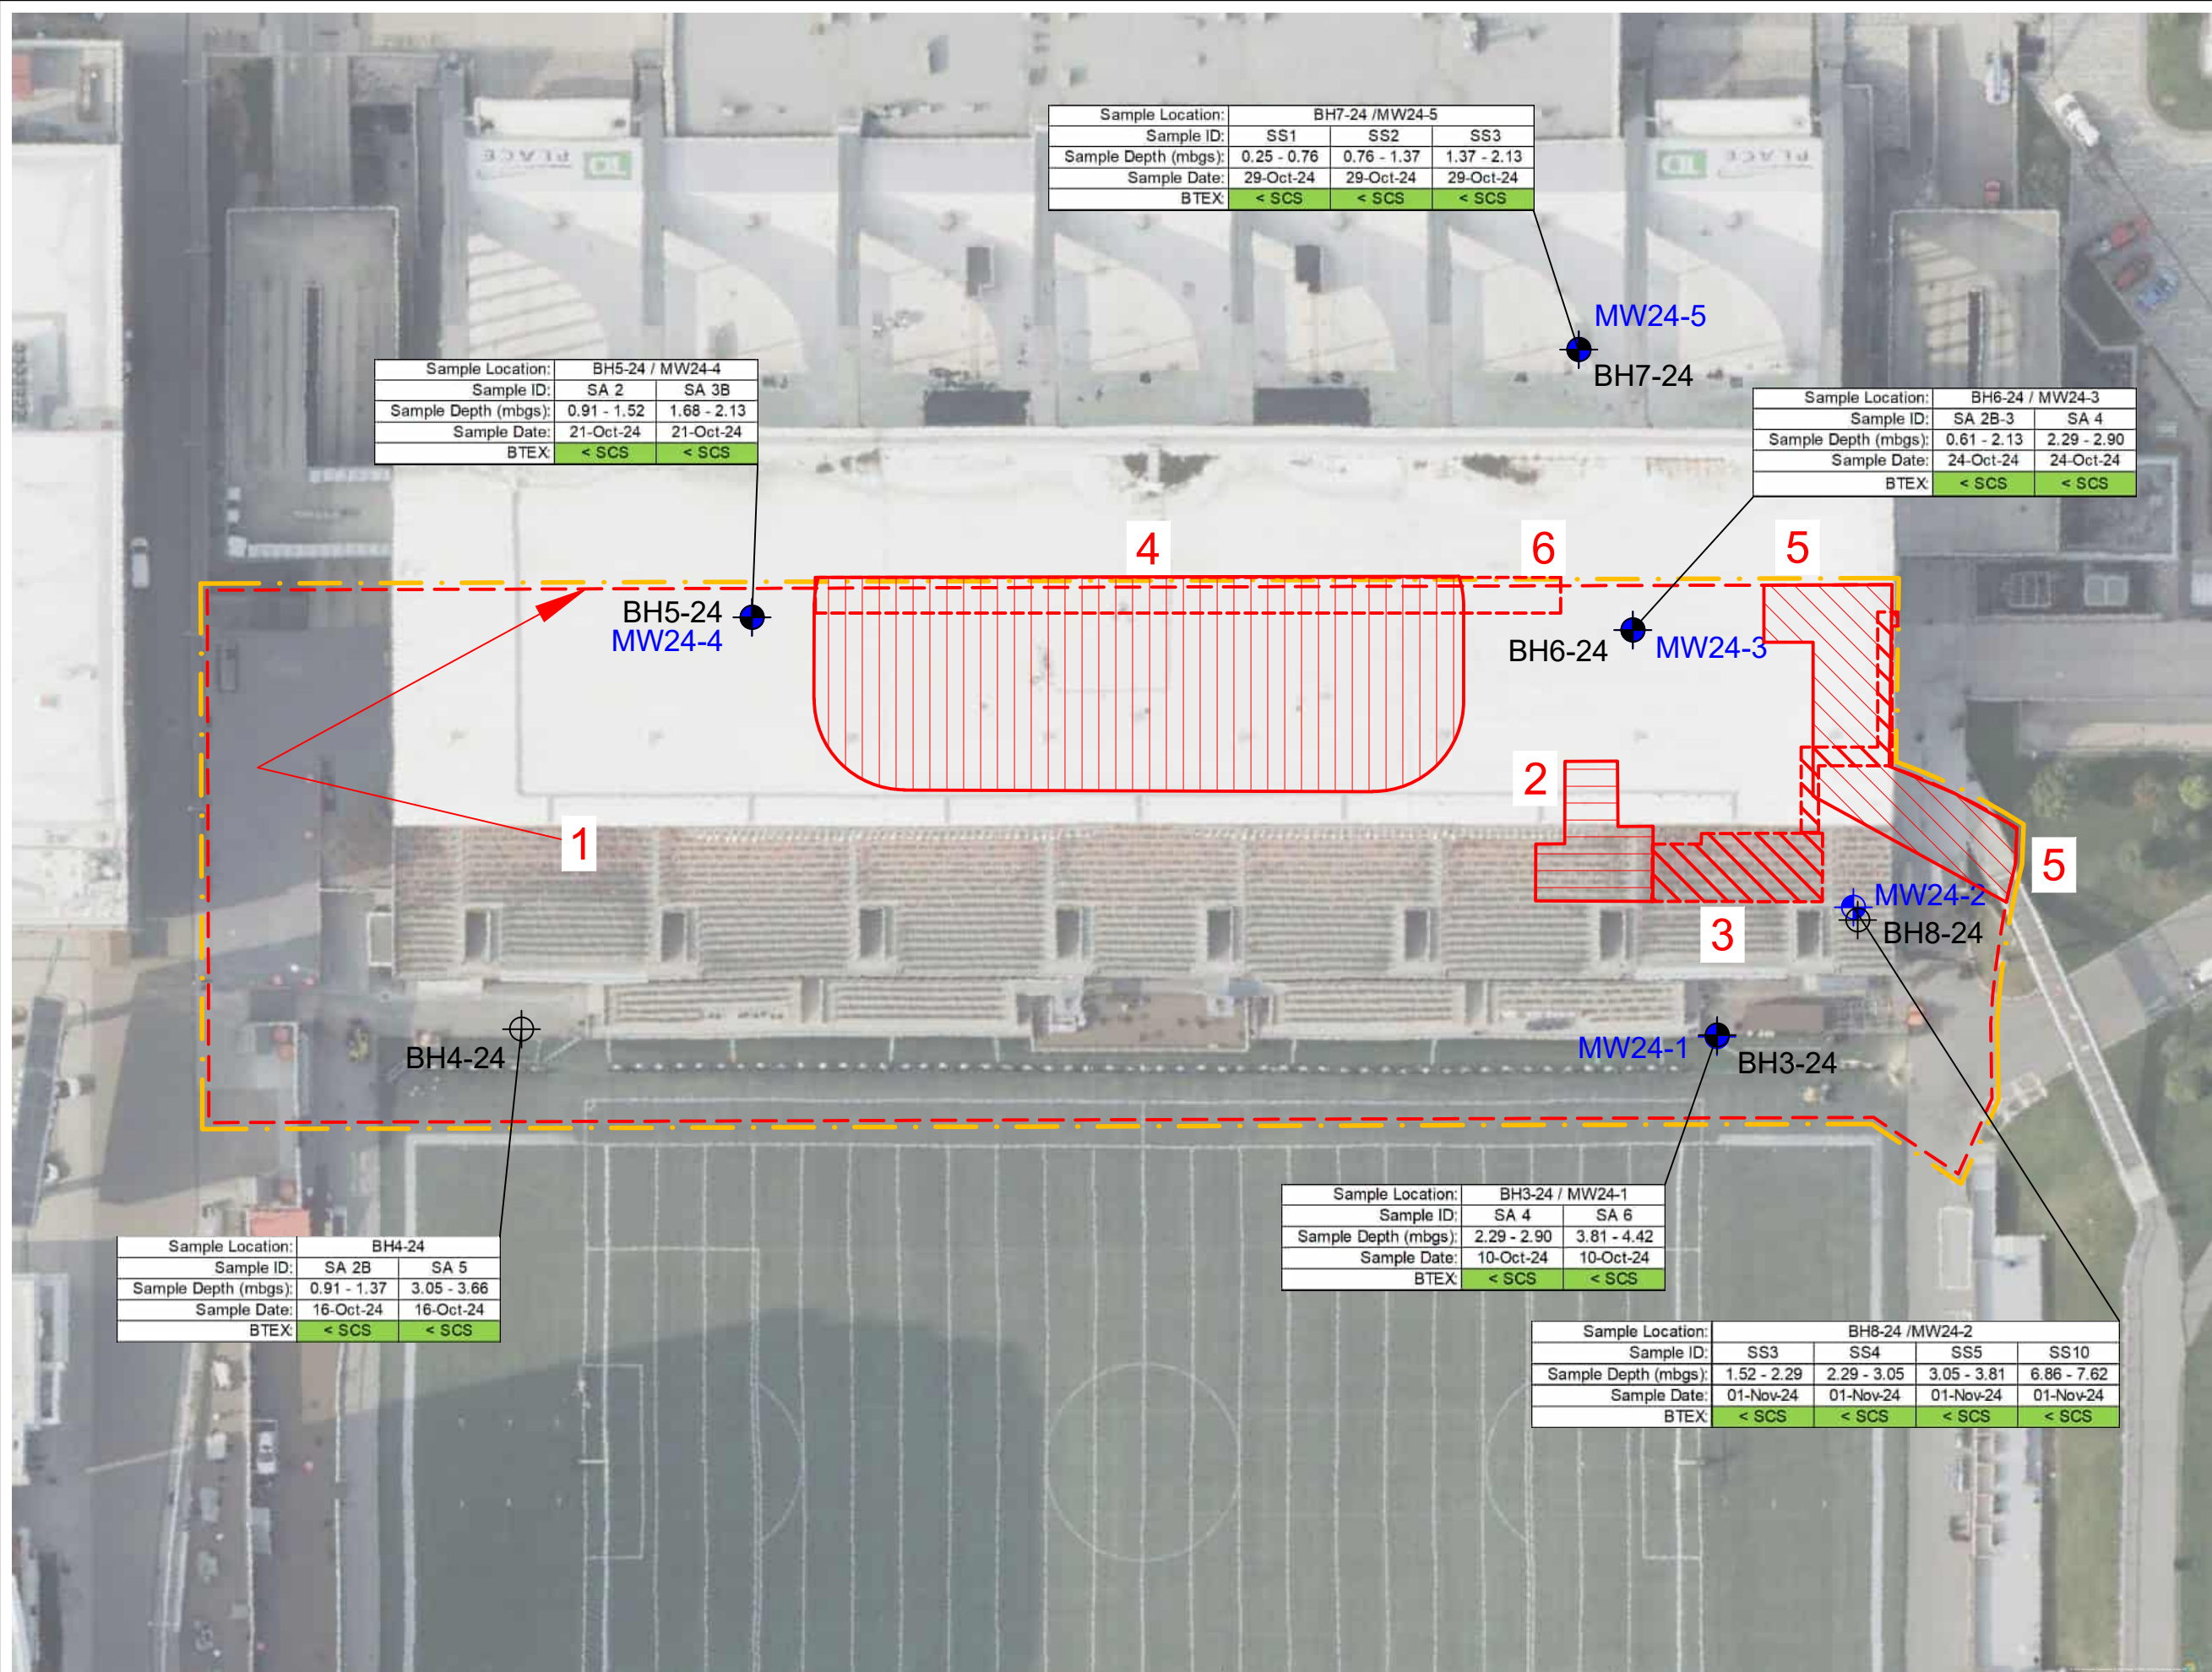 Sample Location: BH7-24 /MW24-5
Sample ID: SS1 SS2 SS3
Sample Depth (mbgs): 0.25 - 0.76 0.76 - 1.37 1.37 - 2.13
Sample Date: 29-Oct-24 29-Oct-24 29-Oct-24
BTEX: < SCS < SCS < SCS
TD PLACE
TD PLACE
MW24-5
BH7-24
Sample Location: BH5-24 / MW24-4
Sample ID: SA 2 SA 3B
Sample Depth (mbgs): 0.91 - 1.52 1.68 - 2.13
Sample Date: 21-Oct-24 21-Oct-24
BTEX: < SCS < SCS
Sample Location: BH6-24 / MW24-3
Sample ID: SA 2B-3 SA 4
Sample Depth (mbgs): 0.61 - 2.13 2.29 - 2.90
Sample Date: 24-Oct-24 24-Oct-24
BTEX: < SCS < SCS
4
6
5
BH5-24
MW24-4
BH6-24
MW24-3
2
1
5
3
MW24-2
BH8-24
BH4-24
MW24-1
BH3-24
Sample Location: BH3-24 / MW24-1
Sample ID: SA 4 SA 6
Sample Depth (mbgs): 2.29 - 2.90 3.81 - 4.42
Sample Date: 10-Oct-24 10-Oct-24
BTEX: < SCS < SCS
Sample Location: BH4-24
Sample ID: SA 2B SA 5
Sample Depth (mbgs): 0.91 - 1.37 3.05 - 3.66
Sample Date: 16-Oct-24 16-Oct-24
BTEX: < SCS < SCS
Sample Location: BH8-24 /MW24-2
Sample ID: SS3 SS4 SS5 SS10
Sample Depth (mbgs): 1.52 - 2.29 2.29 - 3.05 3.05 - 3.81 6.86 - 7.62
Sample Date: 01-Nov-24 01-Nov-24 01-Nov-24 01-Nov-24
BTEX: < SCS < SCS < SCS < SCS